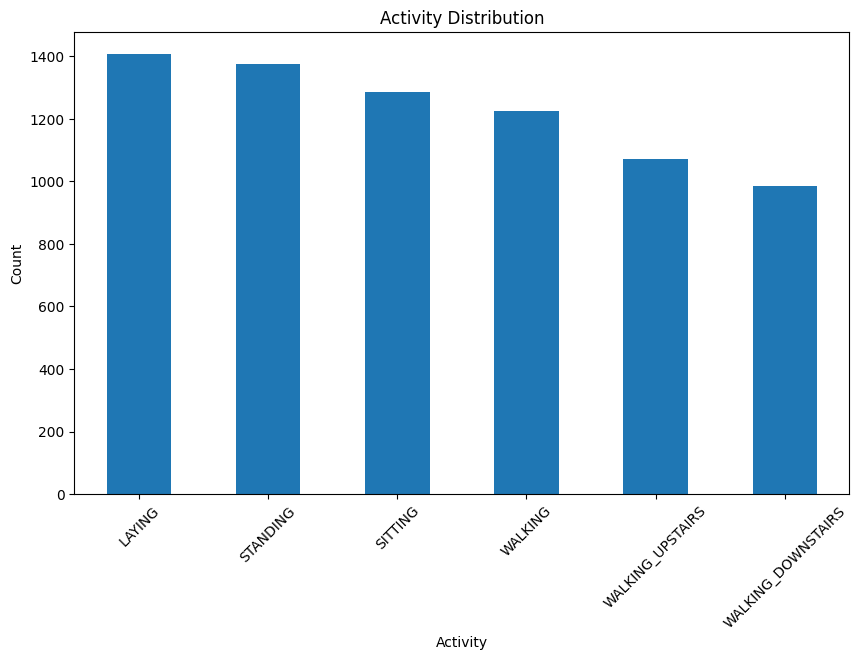 Activity Distribution
1400
1200
1000
800
600
400
200
0
Count
LAYING
STANDING
SITTING
WALKING
WALKING_UPSTAIRS
WALKING_DOWNSTAIRS
Activity